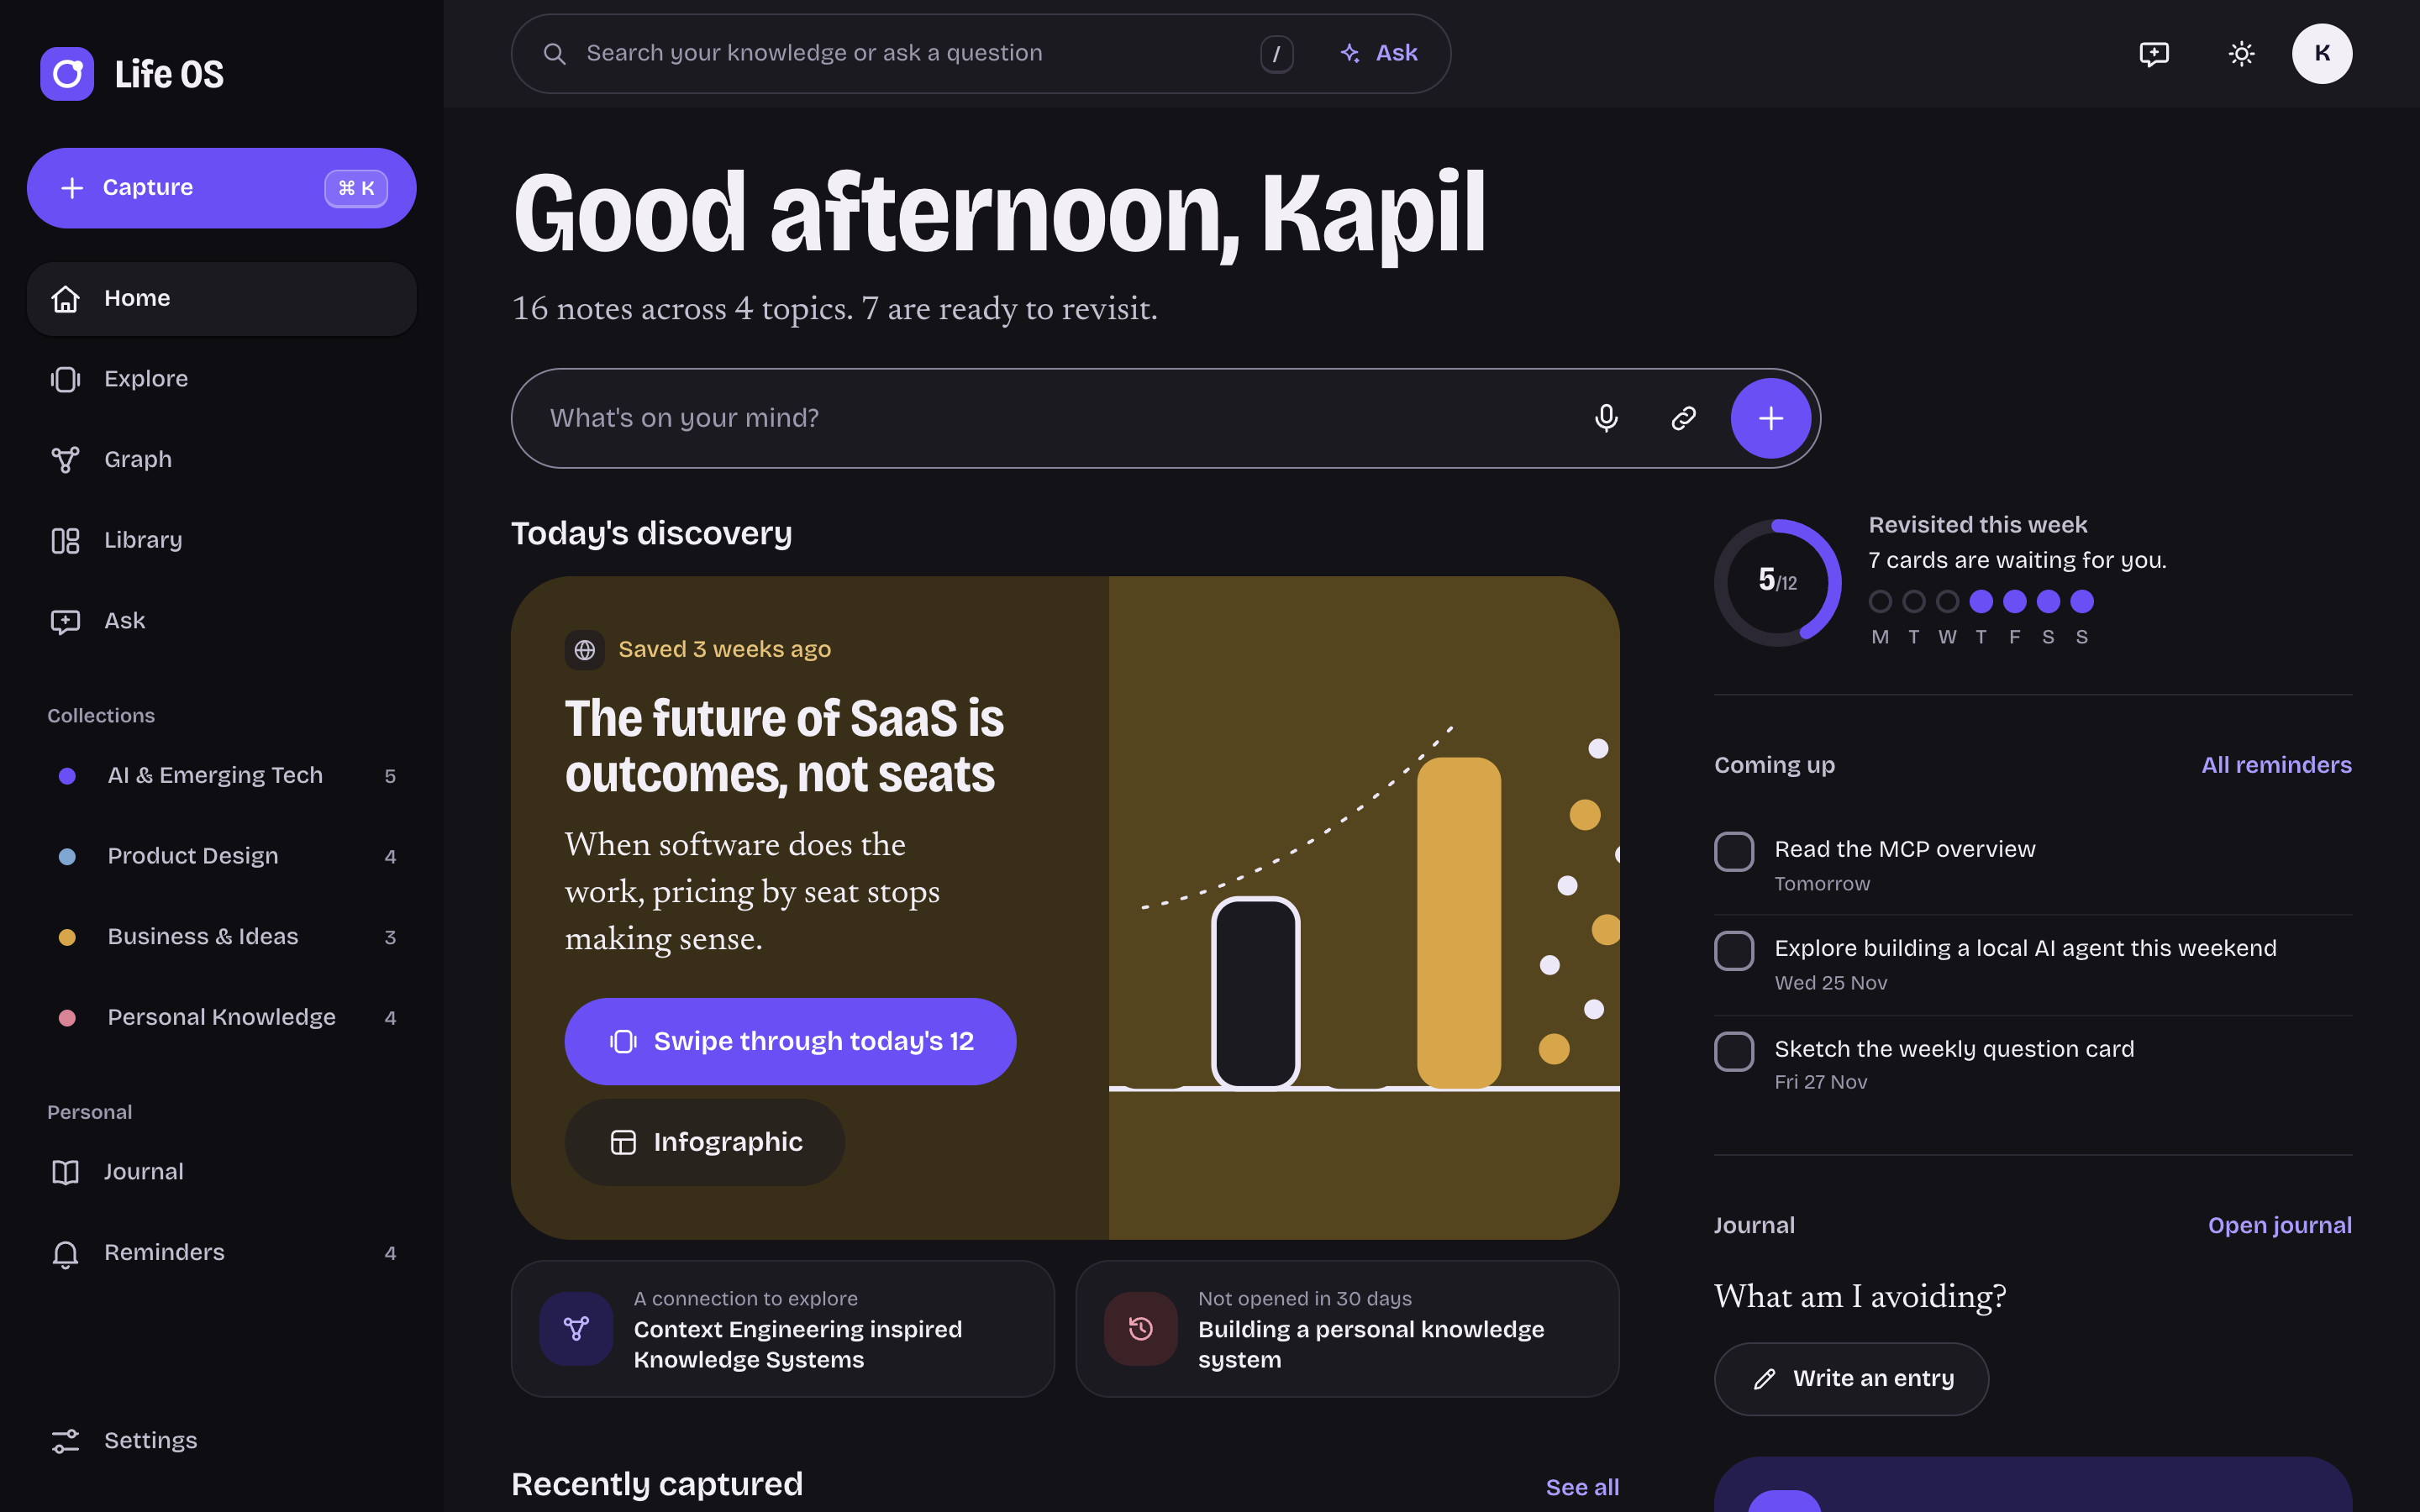 Life OS
Capture
⌘ K
Home
Explore
Graph
Library
Ask
Collections
AI & Emerging Tech 5
Product Design 4
Business & Ideas 3
Personal Knowledge 4
Personal
Journal
Reminders 4
Settings
Search your knowledge or ask a question
/
Ask
K
Good afternoon, Kapil
16 notes across 4 topics. 7 are ready to revisit.
What's on your mind?
Today's discovery
Saved 3 weeks ago
The future of SaaS is
outcomes, not seats
When software does the
work, pricing by seat stops
making sense.
Swipe through today's 12
Infographic
A connection to explore
Context Engineering inspired
Knowledge Systems
Not opened in 30 days
Building a personal knowledge
system
Recently captured
See all
5/12
Revisited this week
7 cards are waiting for you.
M T W T F S S
Coming up
All reminders
Read the MCP overview
Tomorrow
Explore building a local AI agent this weekend
Wed 25 Nov
Sketch the weekly question card
Fri 27 Nov
Journal
Open journal
What am I avoiding?
Write an entry